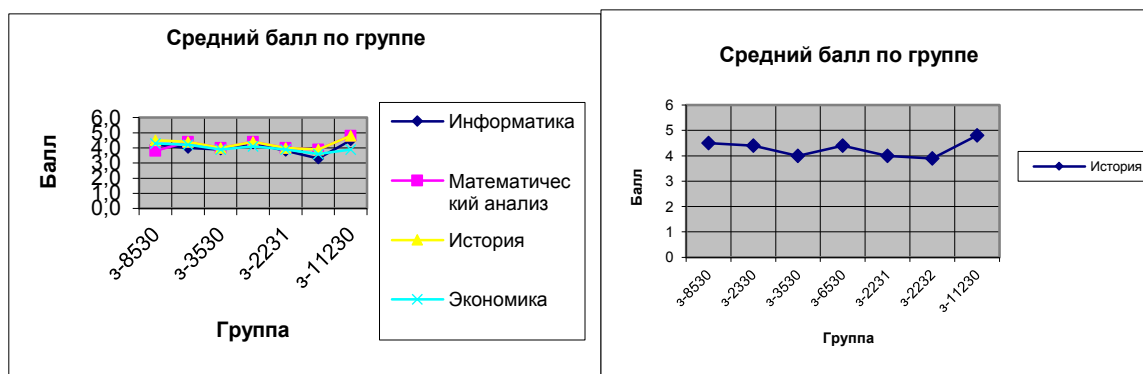 Средний балл по группе
Балл
6,0
5,0
4,0
3,0
2,0
1,0
0,0
з-8530
з-3530
з-2231
з-11230
Группа
Информатика
Математичес
кий анализ
История
Экономика
Средний балл по группе
Балл
6
5
4
3
2
1
0
з-8530
з-2330
з-3530
з-6530
з-2231
з-2232
з-11230
Группа
История